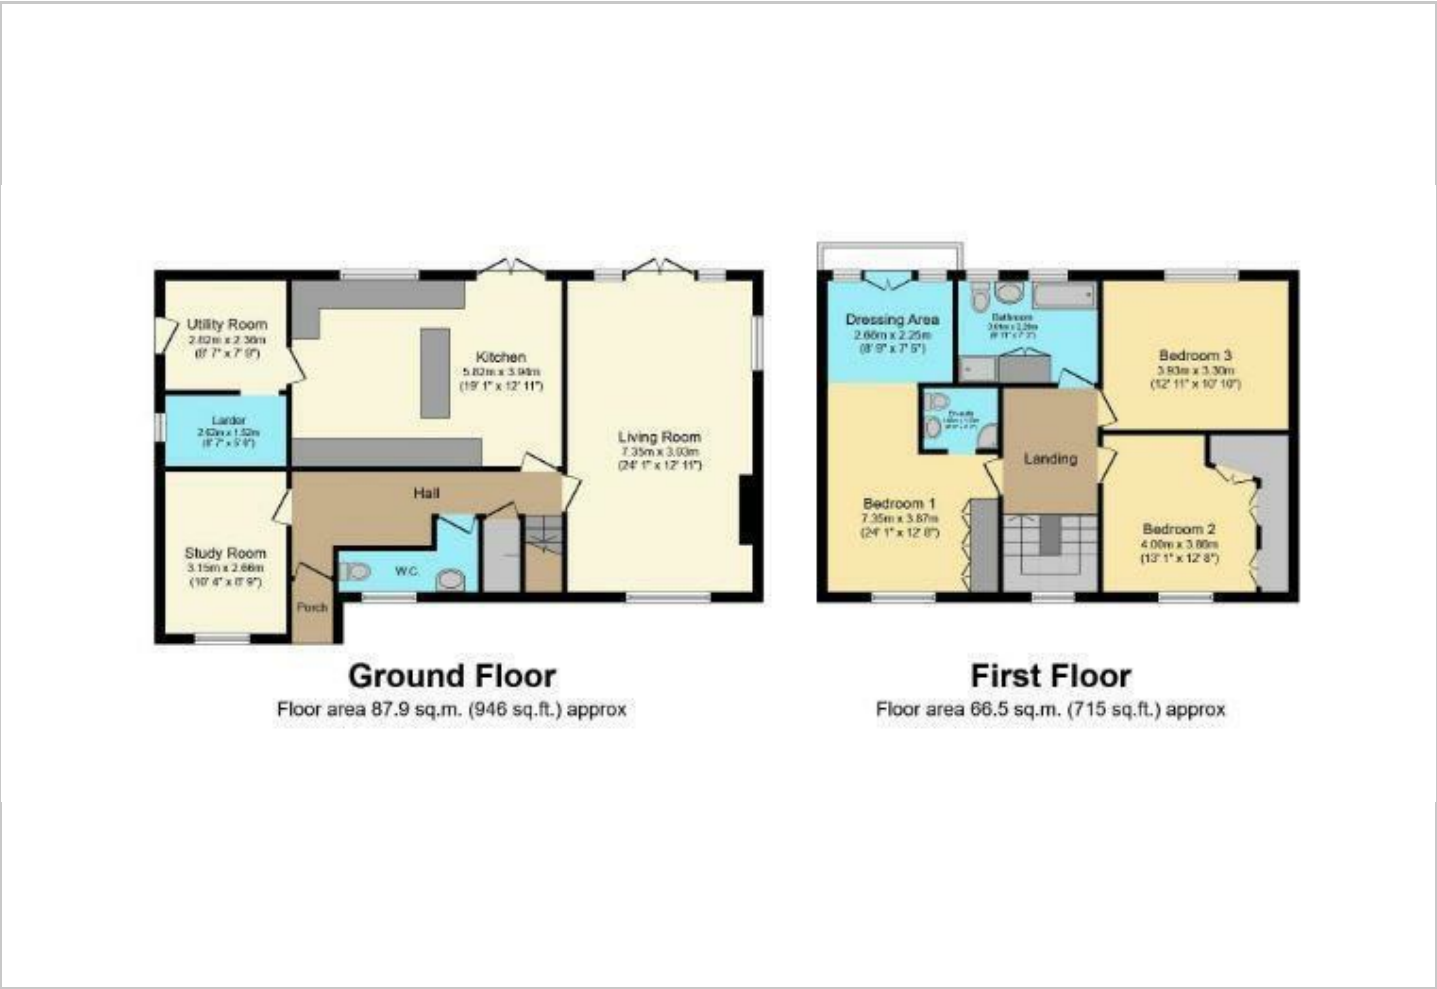 Utility Room
2.62m x 2.36m
(8' 7" x 7' 9")
Larder
2.62m x 1.52m
(8' 7" x 5' 0")
Kitchen
5.82m x 3.94m
(19' 1" x 12' 11")
Living Room
7.35m x 3.93m
(24' 1" x 12' 11")
Hall
Study Room
3.15m x 2.66m
(10' 4" x 8' 9")
W.C.
Porch
Ground Floor
Floor area 87.9 sq.m. (946 sq.ft.) approx
Dressing Area
2.66m x 2.25m
(8' 9" x 7' 5")
Bathroom
Bedroom 3
3.93m x 3.30m
(12' 11" x 10' 10")
Landing
Bedroom 1
7.35m x 3.87m
(24' 1" x 12' 8")
Bedroom 2
4.00m x 3.86m
(13' 1" x 12' 8")
First Floor
Floor area 66.5 sq.m. (715 sq.ft.) approx